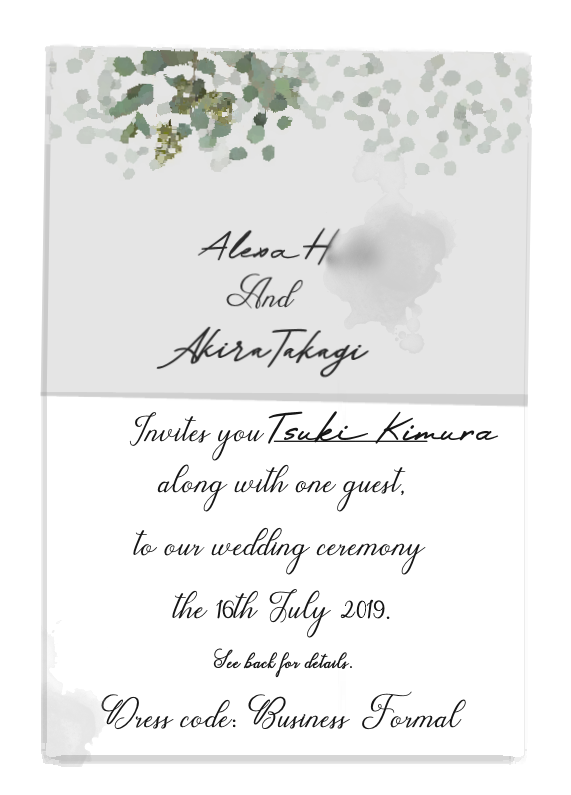 Alexa
And
Akira Takagi
Invites you Tsuki Kimura
along with one guest,
to our wedding ceremony
the 16th July 2019.
See back for details.
Dress code: Business Formal